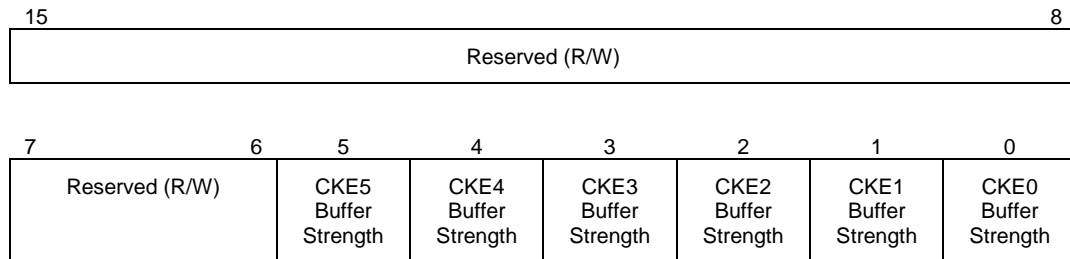 15 8
Reserved (R/W)
7 6 5 4 3 2 1 0
Reserved (R/W) CKE5 CKE4 CKE3 CKE2 CKE1 CKE0
Buffer Buffer Buffer Buffer Buffer Buffer
Strength Strength Strength Strength Strength Strength